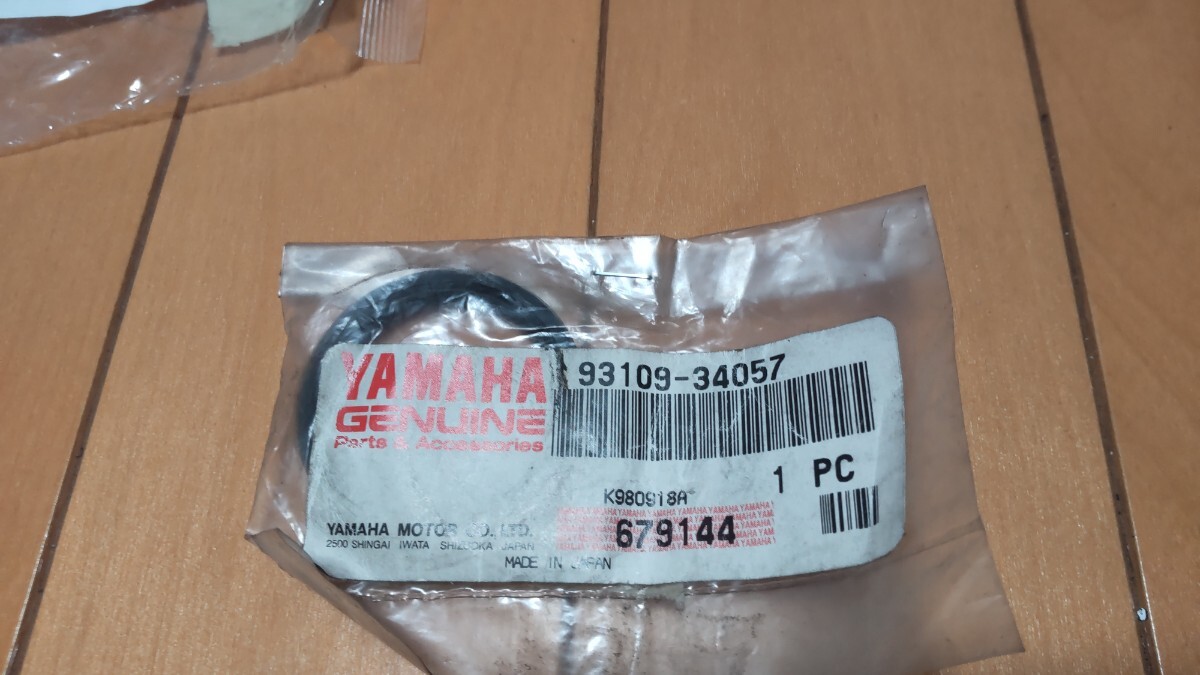 YAMAHA
GENUINE
Parts & Accessories
93109-34057
1 PC
K980918A
679144
YAMAHA MOTOR CO., LTD.
2500 SHINGAI IWATA SHIZUOKA JAPAN
MADE IN JAPAN